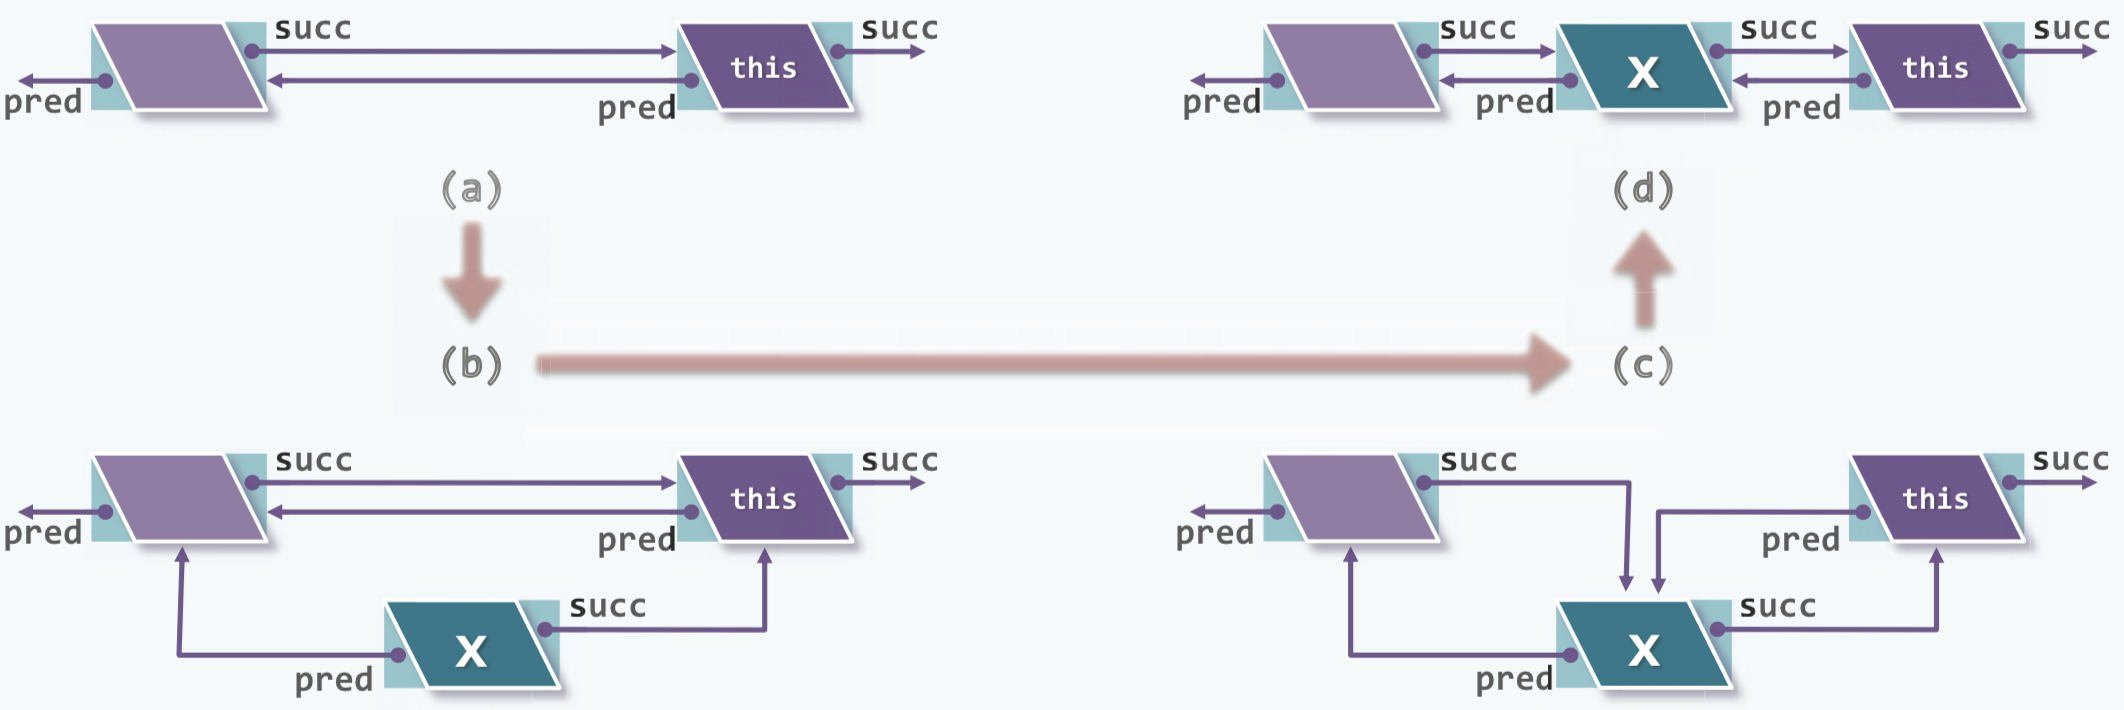 succ succ succ succ succ
this X this
pred pred pred pred pred
(a) (d)
(b) (c)
succ succ succ succ
this this
pred pred pred pred
succ succ
X X
pred pred